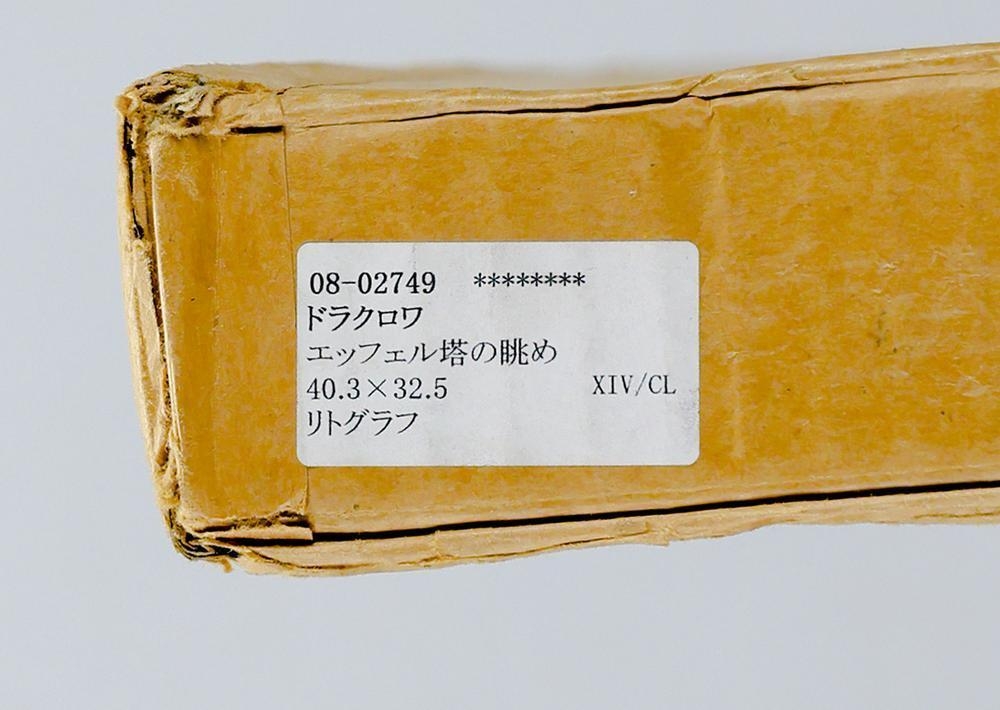 08-02749 ********
ドラクロワ
エッフェル塔の眺め
40.3×32.5 XIV/CL
リトグラフ